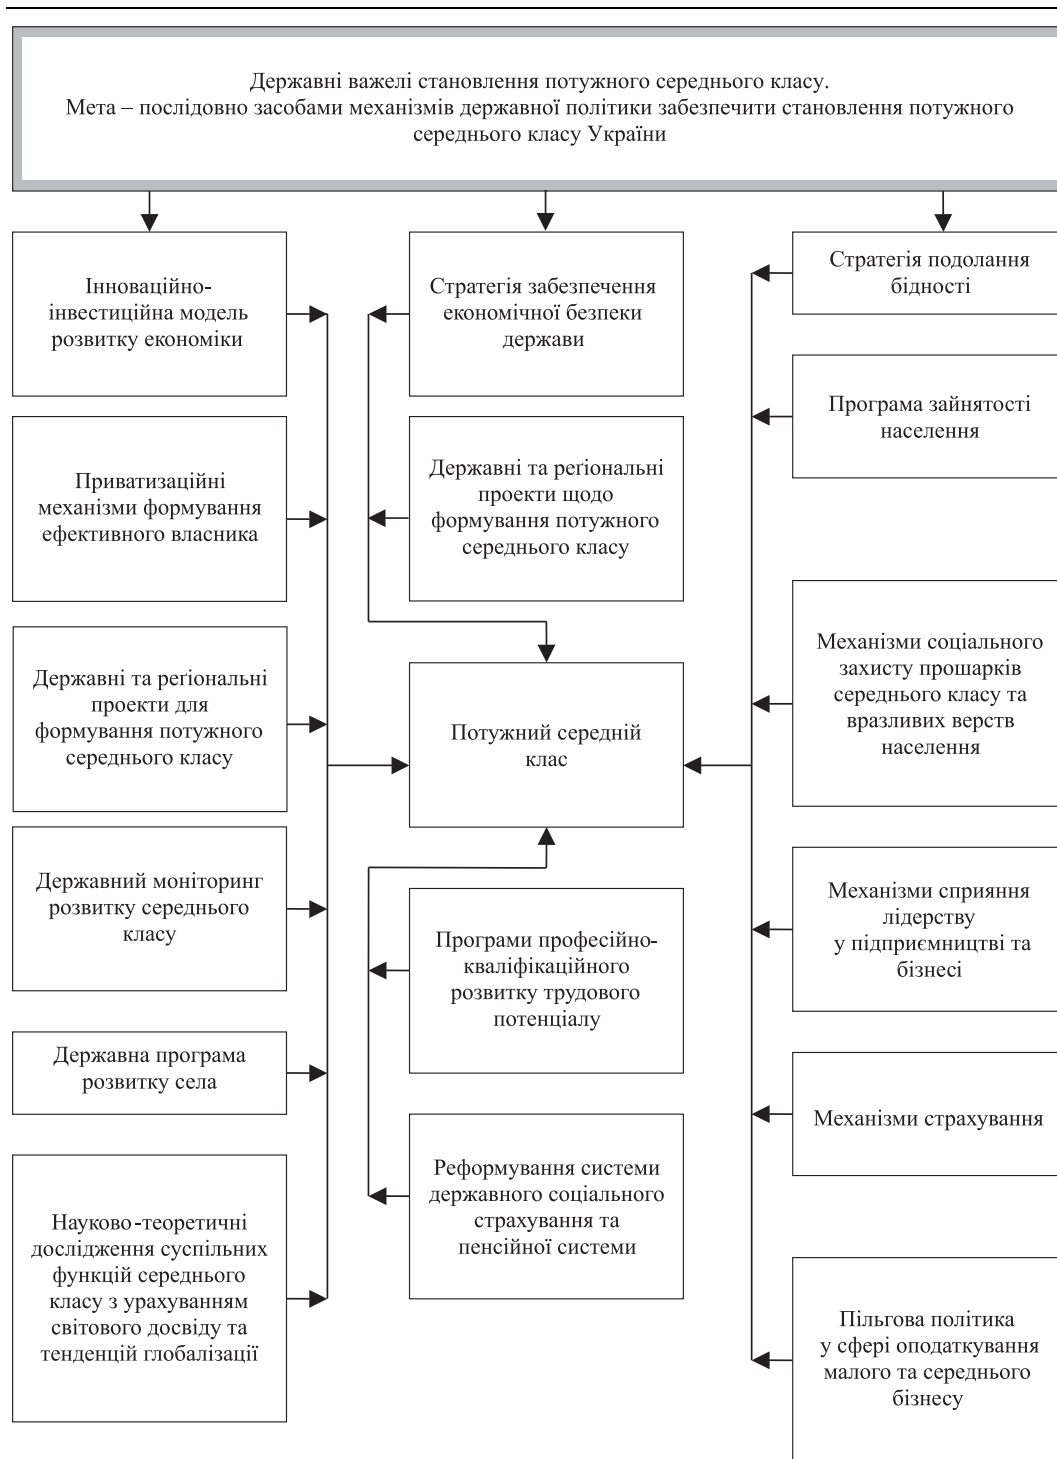 Державні важелі становлення потужного середнього класу.
Мета – послідовно засобами механізмів державної політики забезпечити становлення потужного
середнього класу України
Інноваційно-
інвестиційна модель
розвитку економіки
Приватизаційні
механізми формування
ефективного власника
Державні та реґіональні
проекти для
формування потужного
середнього класу
Державний моніторинг
розвитку середнього
класу
Державна програма
розвитку села
Науково-теоретичні
дослідження суспільних
функцій середнього
класу з урахуванням
світового досвіду та
тенденцій глобалізації
Стратегія забезпечення
економічної безпеки
держави
Державні та реґіональні
проекти щодо
формування потужного
середнього класу
Потужний середній
клас
Програми професійно-
кваліфікаційного
розвитку трудового
потенціалу
Реформування системи
державного соціального
страхування та
пенсійної системи
Стратегія подолання
бідності
Програма зайнятості
населення
Механізми соціального
захисту прошарків
середнього класу та
вразливих верств
населення
Механізми сприяння
лідерству
у підприємництві та
бізнесі
Механізми страхування
Пільгова політика
у сфері оподаткування
малого та середнього
бізнесу